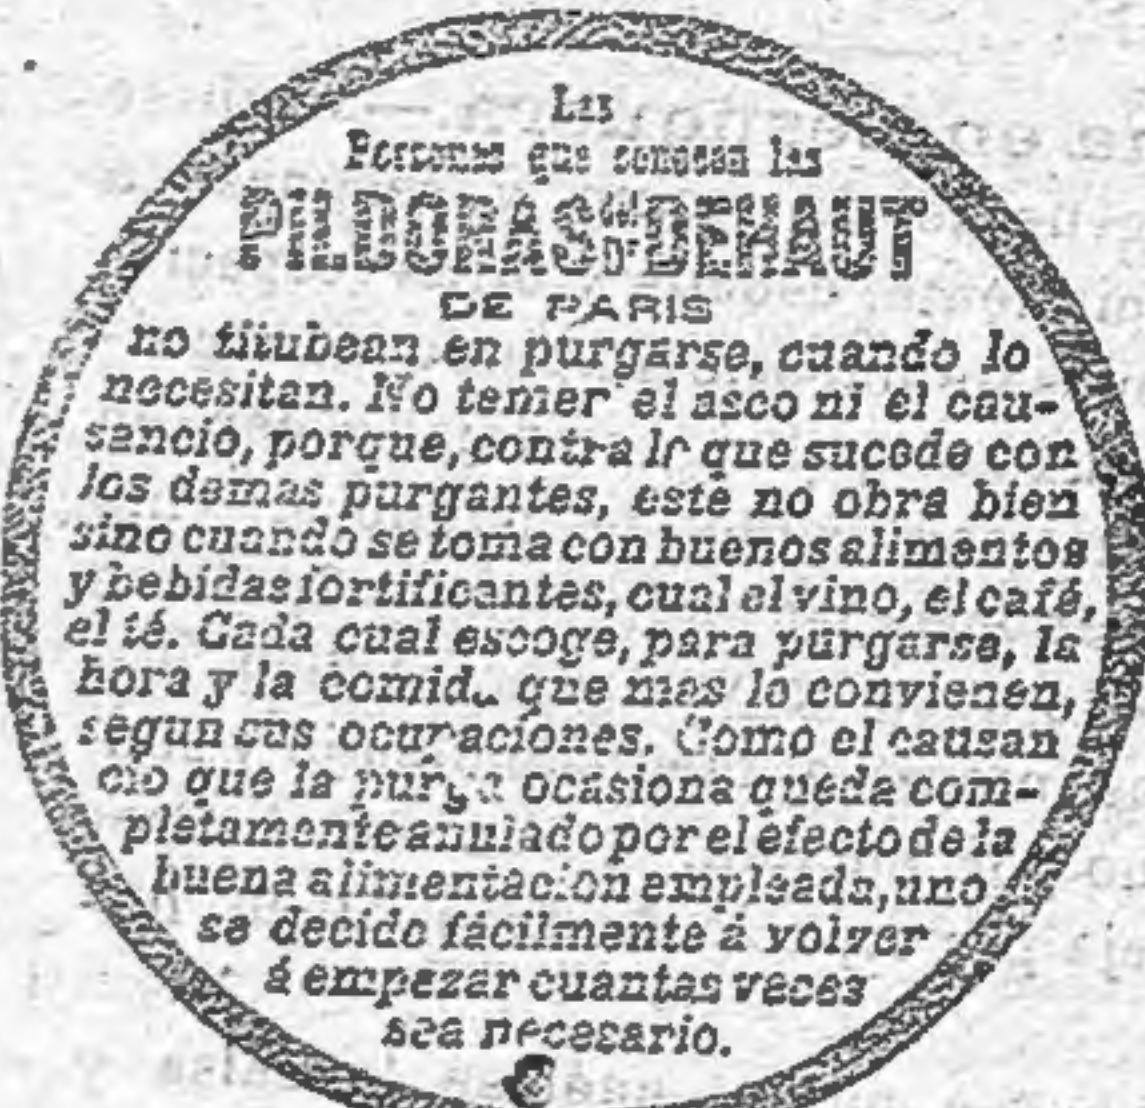 Las
Personas que conocen las
PILDORAS DEL DR DEHAUT
DE PARIS
no titubean en purgarse, cuando lo
necesitan. No temer el asco ni el cau-
sancio, porque, contra lo que sucede con
los demas purgantes, este no obra bien
sino cuando se toma con buenos alimentos
y bebidas fortificantes, cual el vino, el café,
el té. Cada cual escoge, para purgarse, la
hora y la comida que mas le convienen,
segun sus ocupaciones. Como el causan
cio que la purga ocasiona queda com-
pletamente anulado por el efecto de la
buena alimentacion empleada, uno
se decide fácilmente á volver
á empezar cuantas veces
sea necesario.